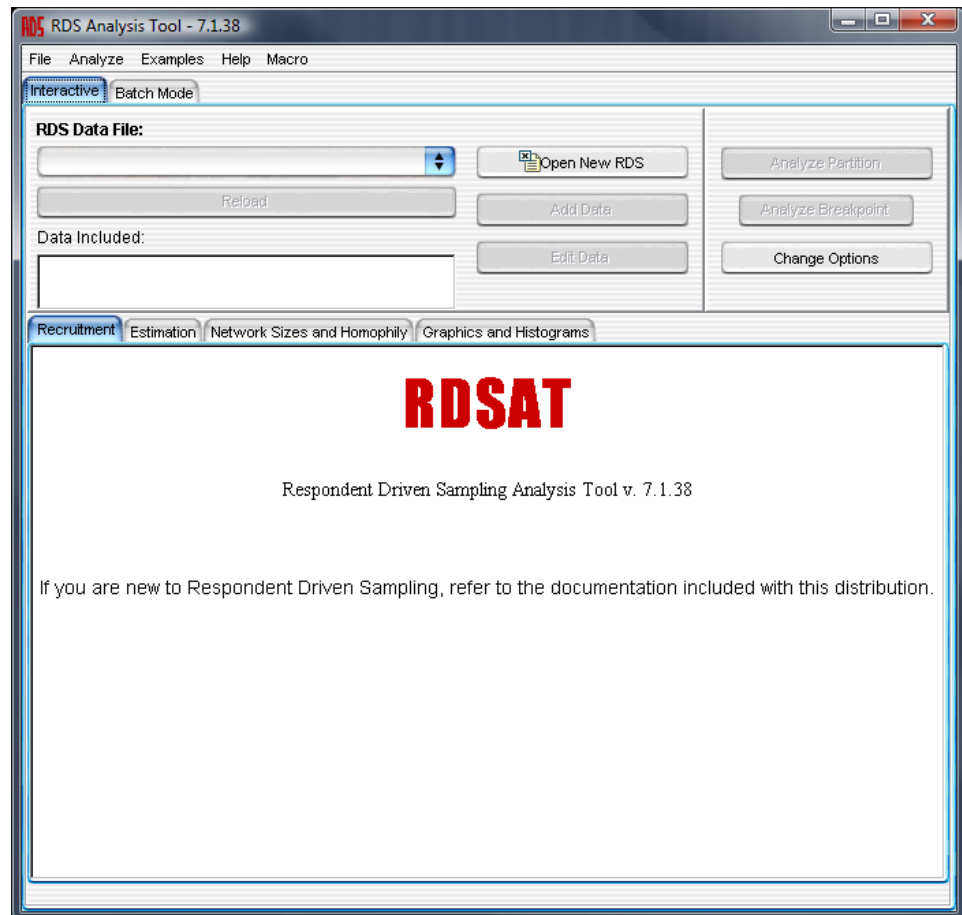 RDS RDS Analysis Tool - 7.1.38
File Analyze Examples Help Macro
Interactive Batch Mode
RDS Data File:
Open New RDS
Analyze Partition
Reload
Add Data
Analyze Breakpoint
Data Included:
Edit Data
Change Options
Recruitment Estimation Network Sizes and Homophily Graphics and Histograms
RDSAT
Respondent Driven Sampling Analysis Tool v. 7.1.38
If you are new to Respondent Driven Sampling, refer to the documentation included with this distribution.